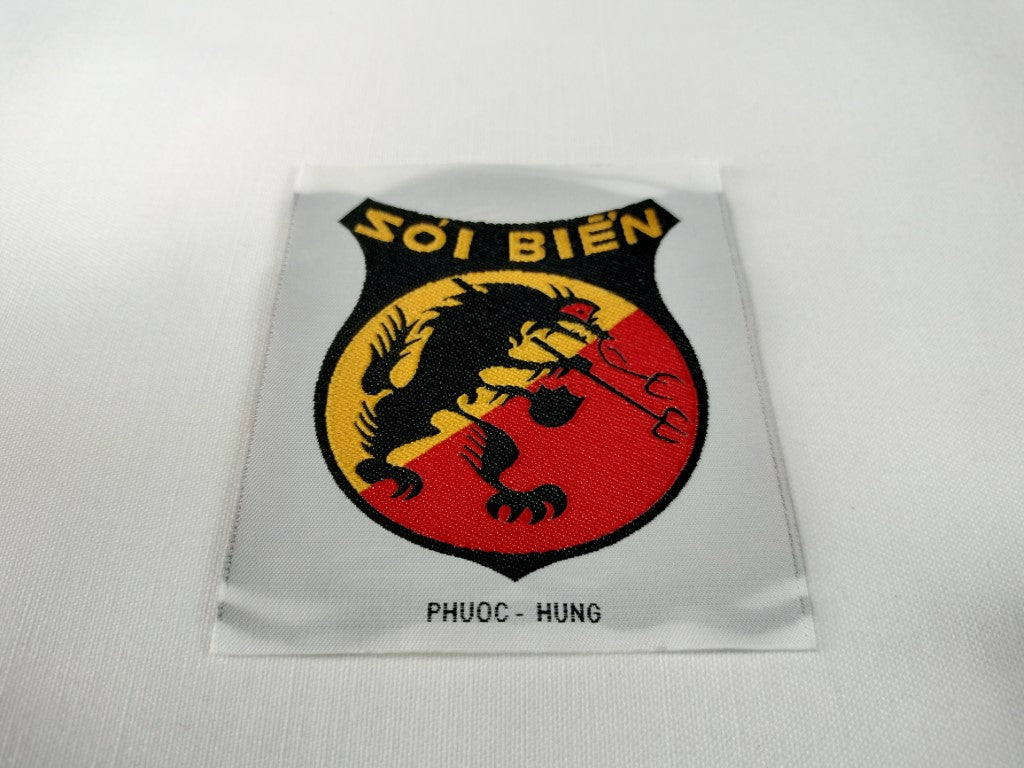 SÓI BIỂN
PHUOC - HUNG